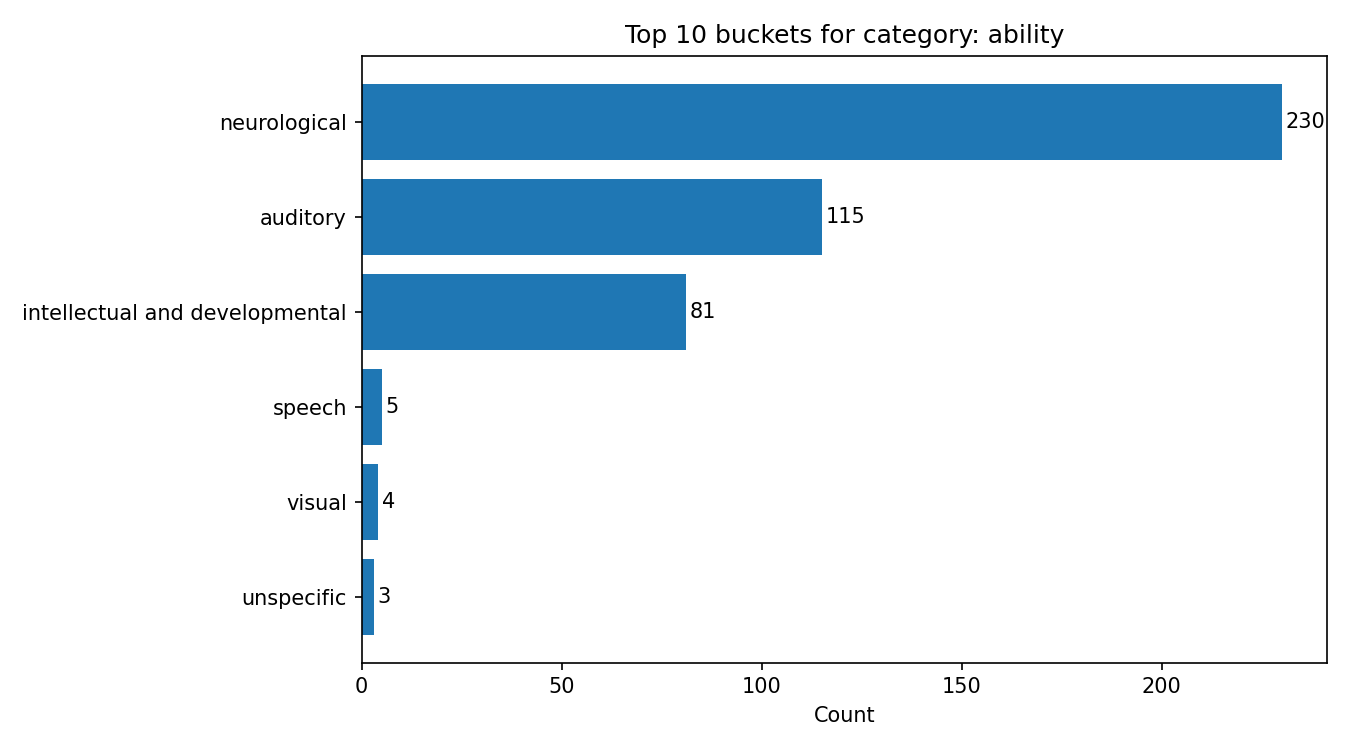 Top 10 buckets for category: ability
neurological
230
auditory
115
intellectual and developmental
81
speech
5
visual
4
unspecific
3
0
50
100
150
200
Count